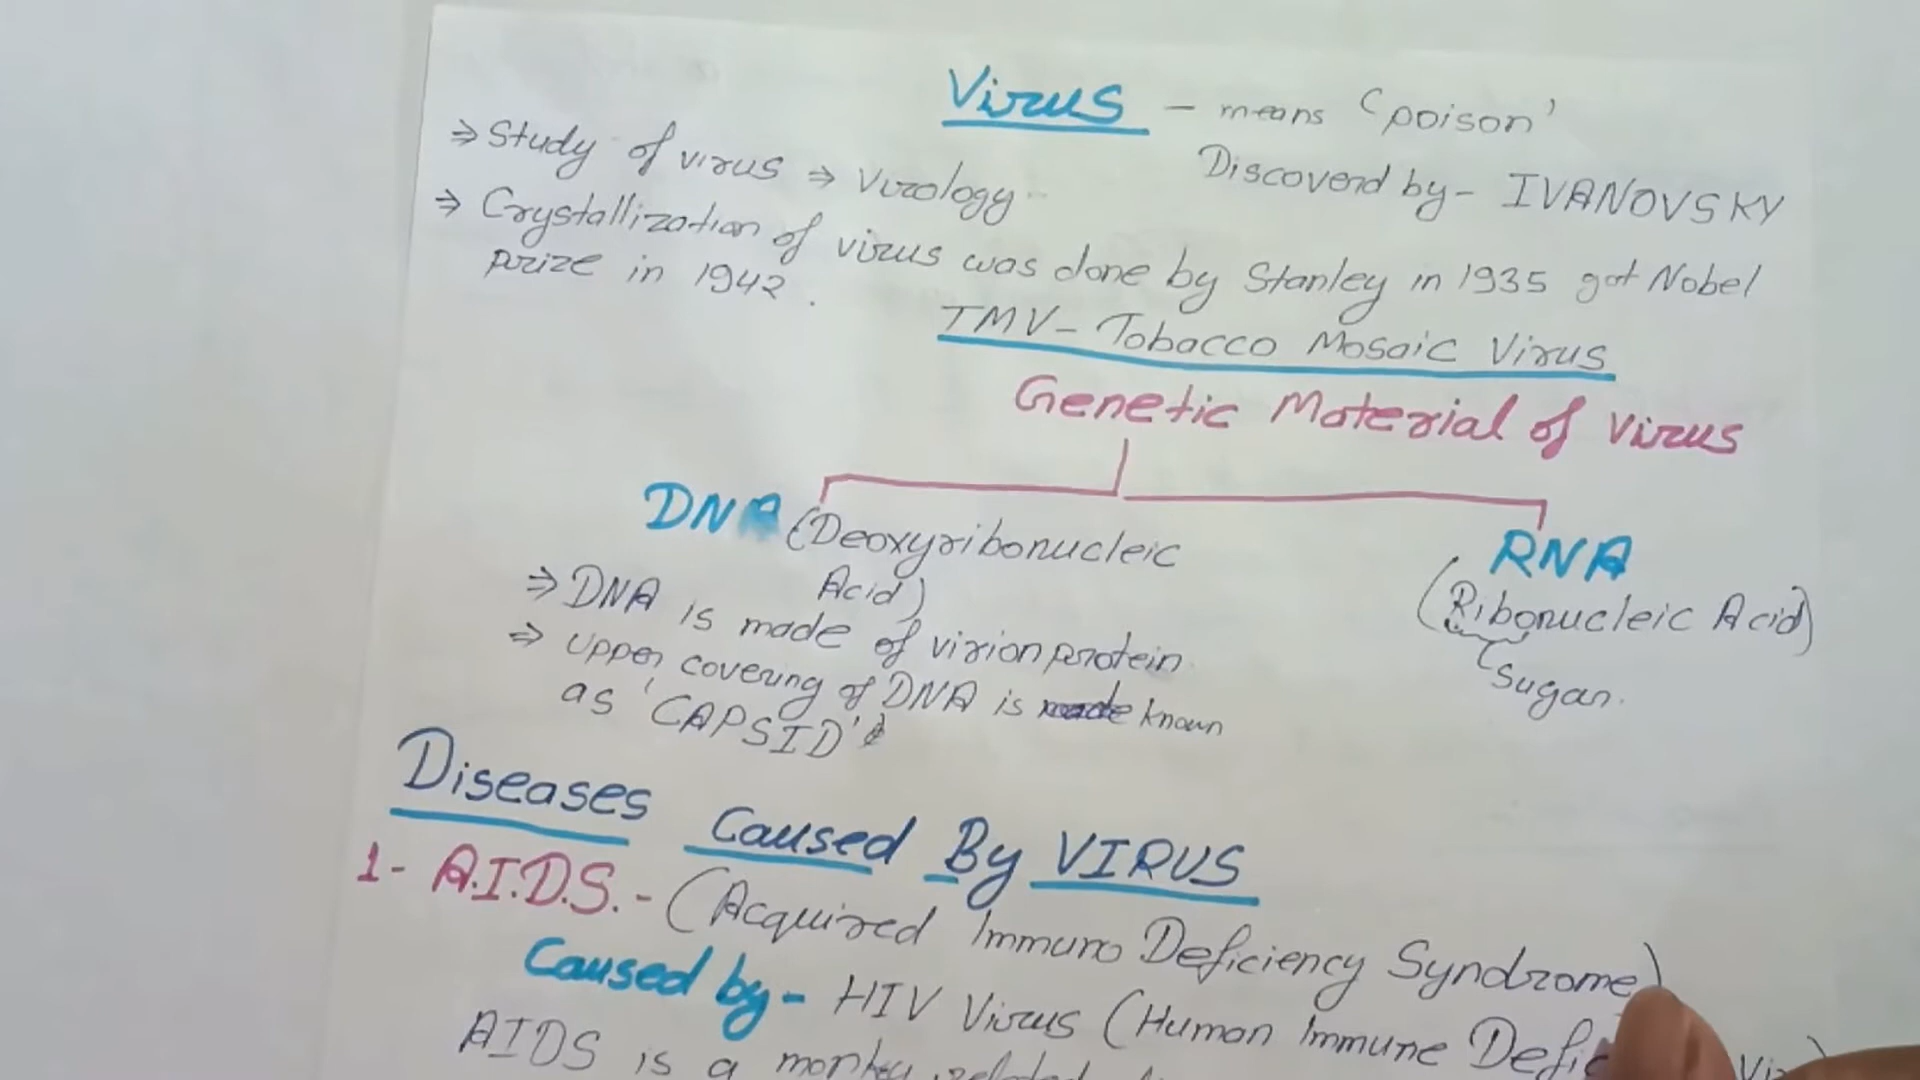 Virus - means 'poison'
Discoverd by - IVANOVSKY
⇒ Study of virus ⇒ Virology
⇒ Crystallization of virus was done by Stanley in 1935 got Nobel
prize in 1942.
TMV - Tobacco Mosaic Virus
Genetic Material of Virus
DNA (Deoxyribonucleic
Acid)
RNA
(Ribonucleic Acid)
Sugar.
⇒ DNA is made of virion protein
⇒ Upper covering of DNA is known
as 'CAPSID'
Diseases Caused By VIRUS
1- A.I.D.S. - (Acquired Immuno Deficiency Syndrome)
Caused by - HIV Virus (Human Immune
AIDS is a